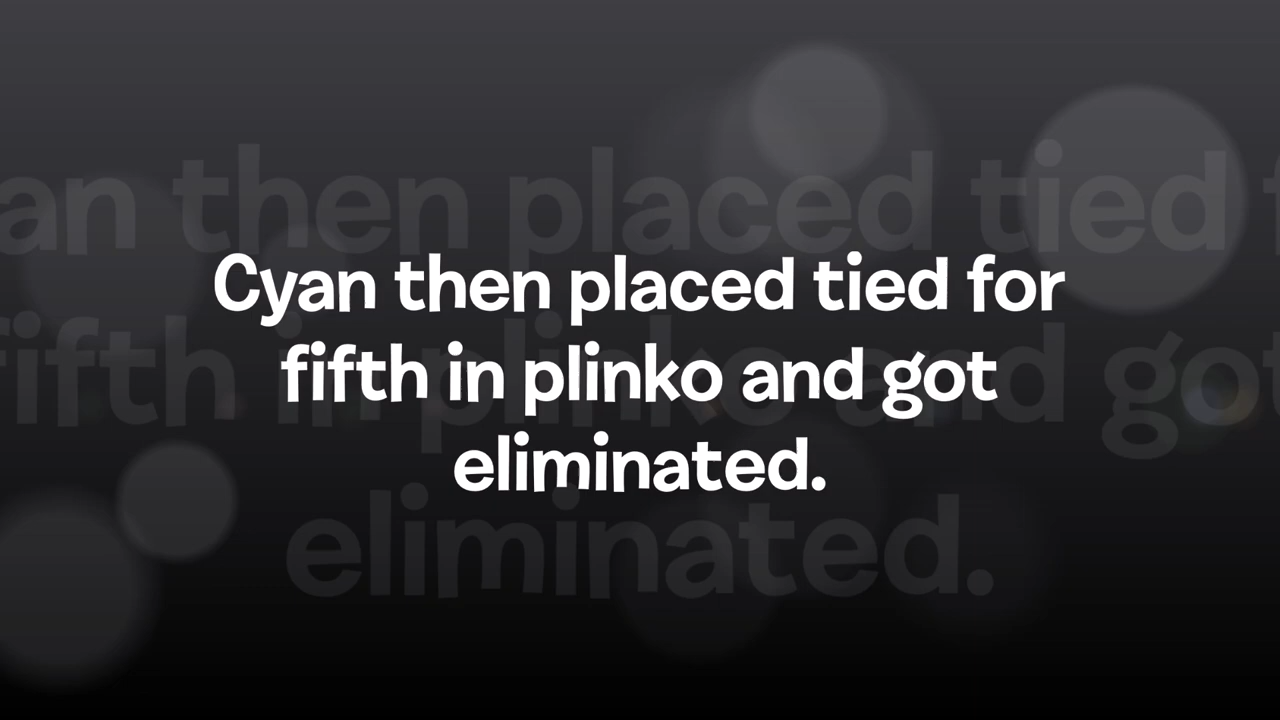 Cyan then placed tied for
fifth in plinko and got
eliminated.